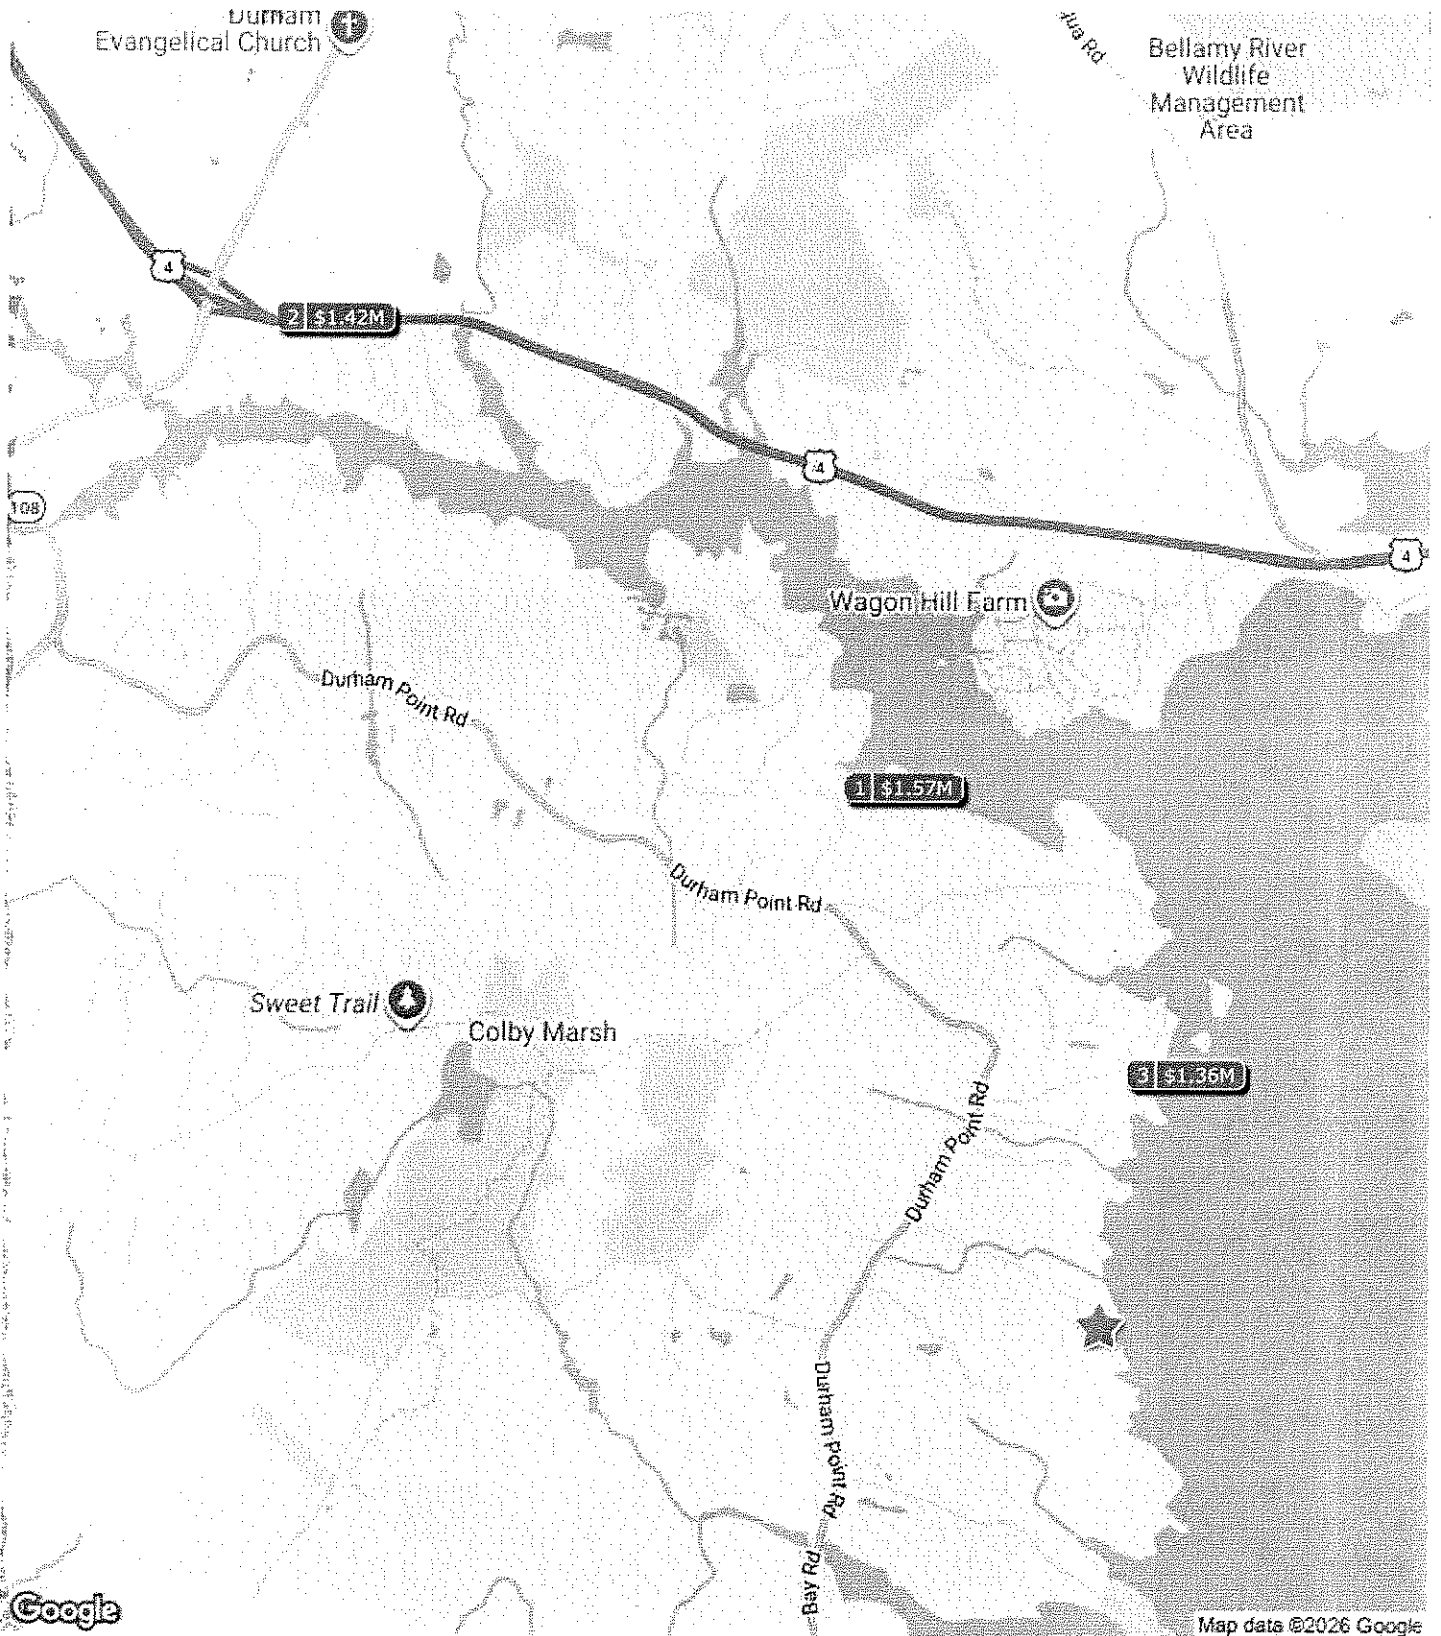 Durham
Evangelical Church
Rd
Bellamy River
Wildlife
Management
Area
4
2 $1.42M
4
108
4
Wagon Hill Farm
Durham Point Rd
1 $1.57M
Durham Point Rd
Sweet Trail
Colby Marsh
3 $1.36M
Durham Point Rd
Durham Point Rd
Bay Rd
Google
Map data ©2026 Google